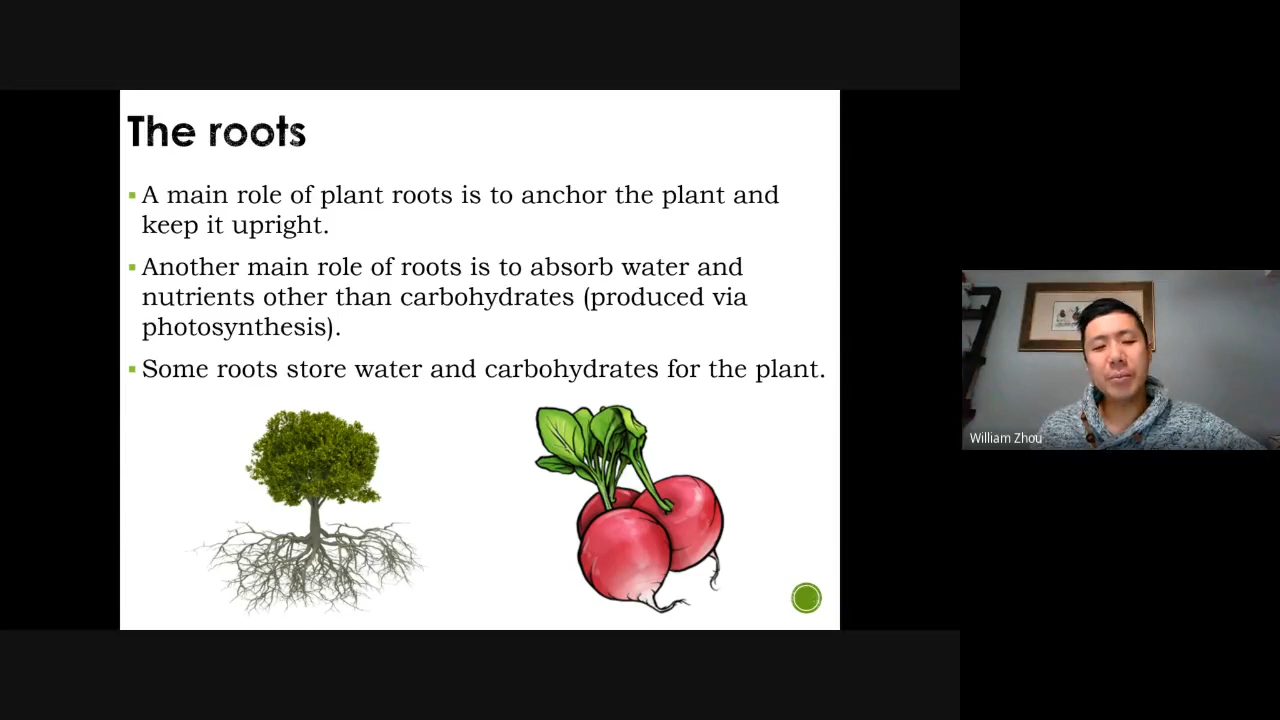 The roots
A main role of plant roots is to anchor the plant and
keep it upright.
Another main role of roots is to absorb water and
nutrients other than carbohydrates (produced via
photosynthesis).
Some roots store water and carbohydrates for the plant.
William Zhou